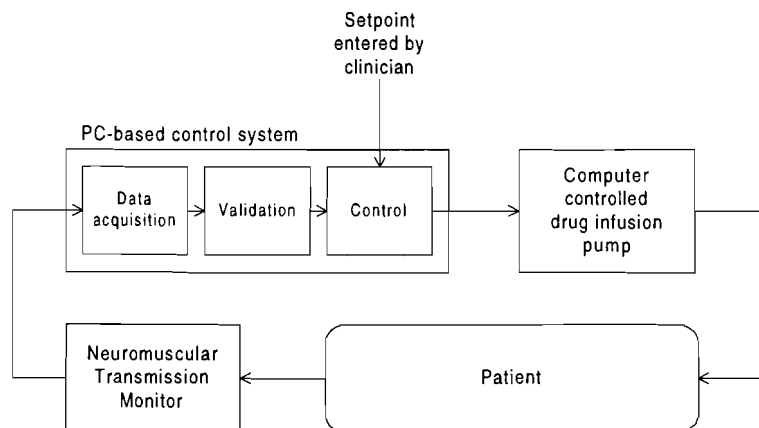 Setpoint
entered by
clinician
PC-based control system
Data
acquisition
Validation
Control
Computer
controlled
drug infusion
pump
Neuromuscular
Transmission
Monitor
Patient